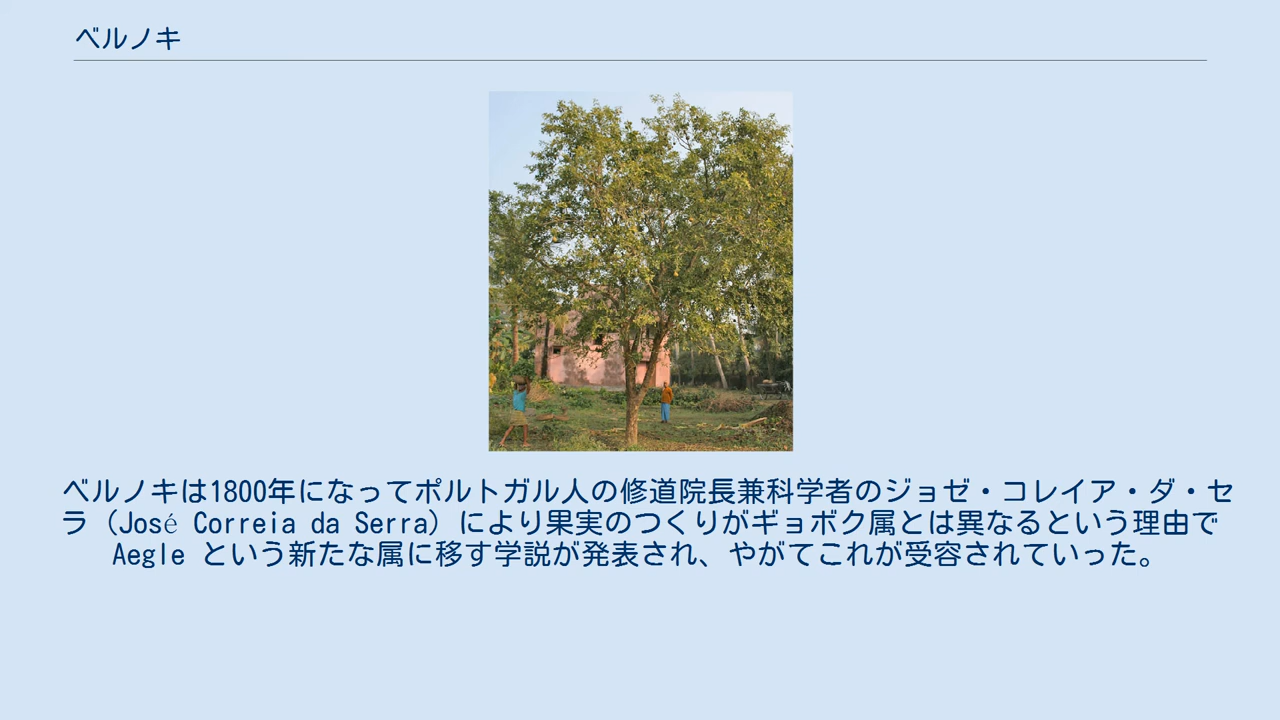 ベルノキ
ベルノキは1800年になってポルトガル人の修道院長兼科学者のジョゼ・コレイア・ダ・セ
ラ（José Correia da Serra）により果実のつくりがギョボク属とは異なるという理由で
Aegle という新たな属に移す学説が発表され、やがてこれが受容されていった。